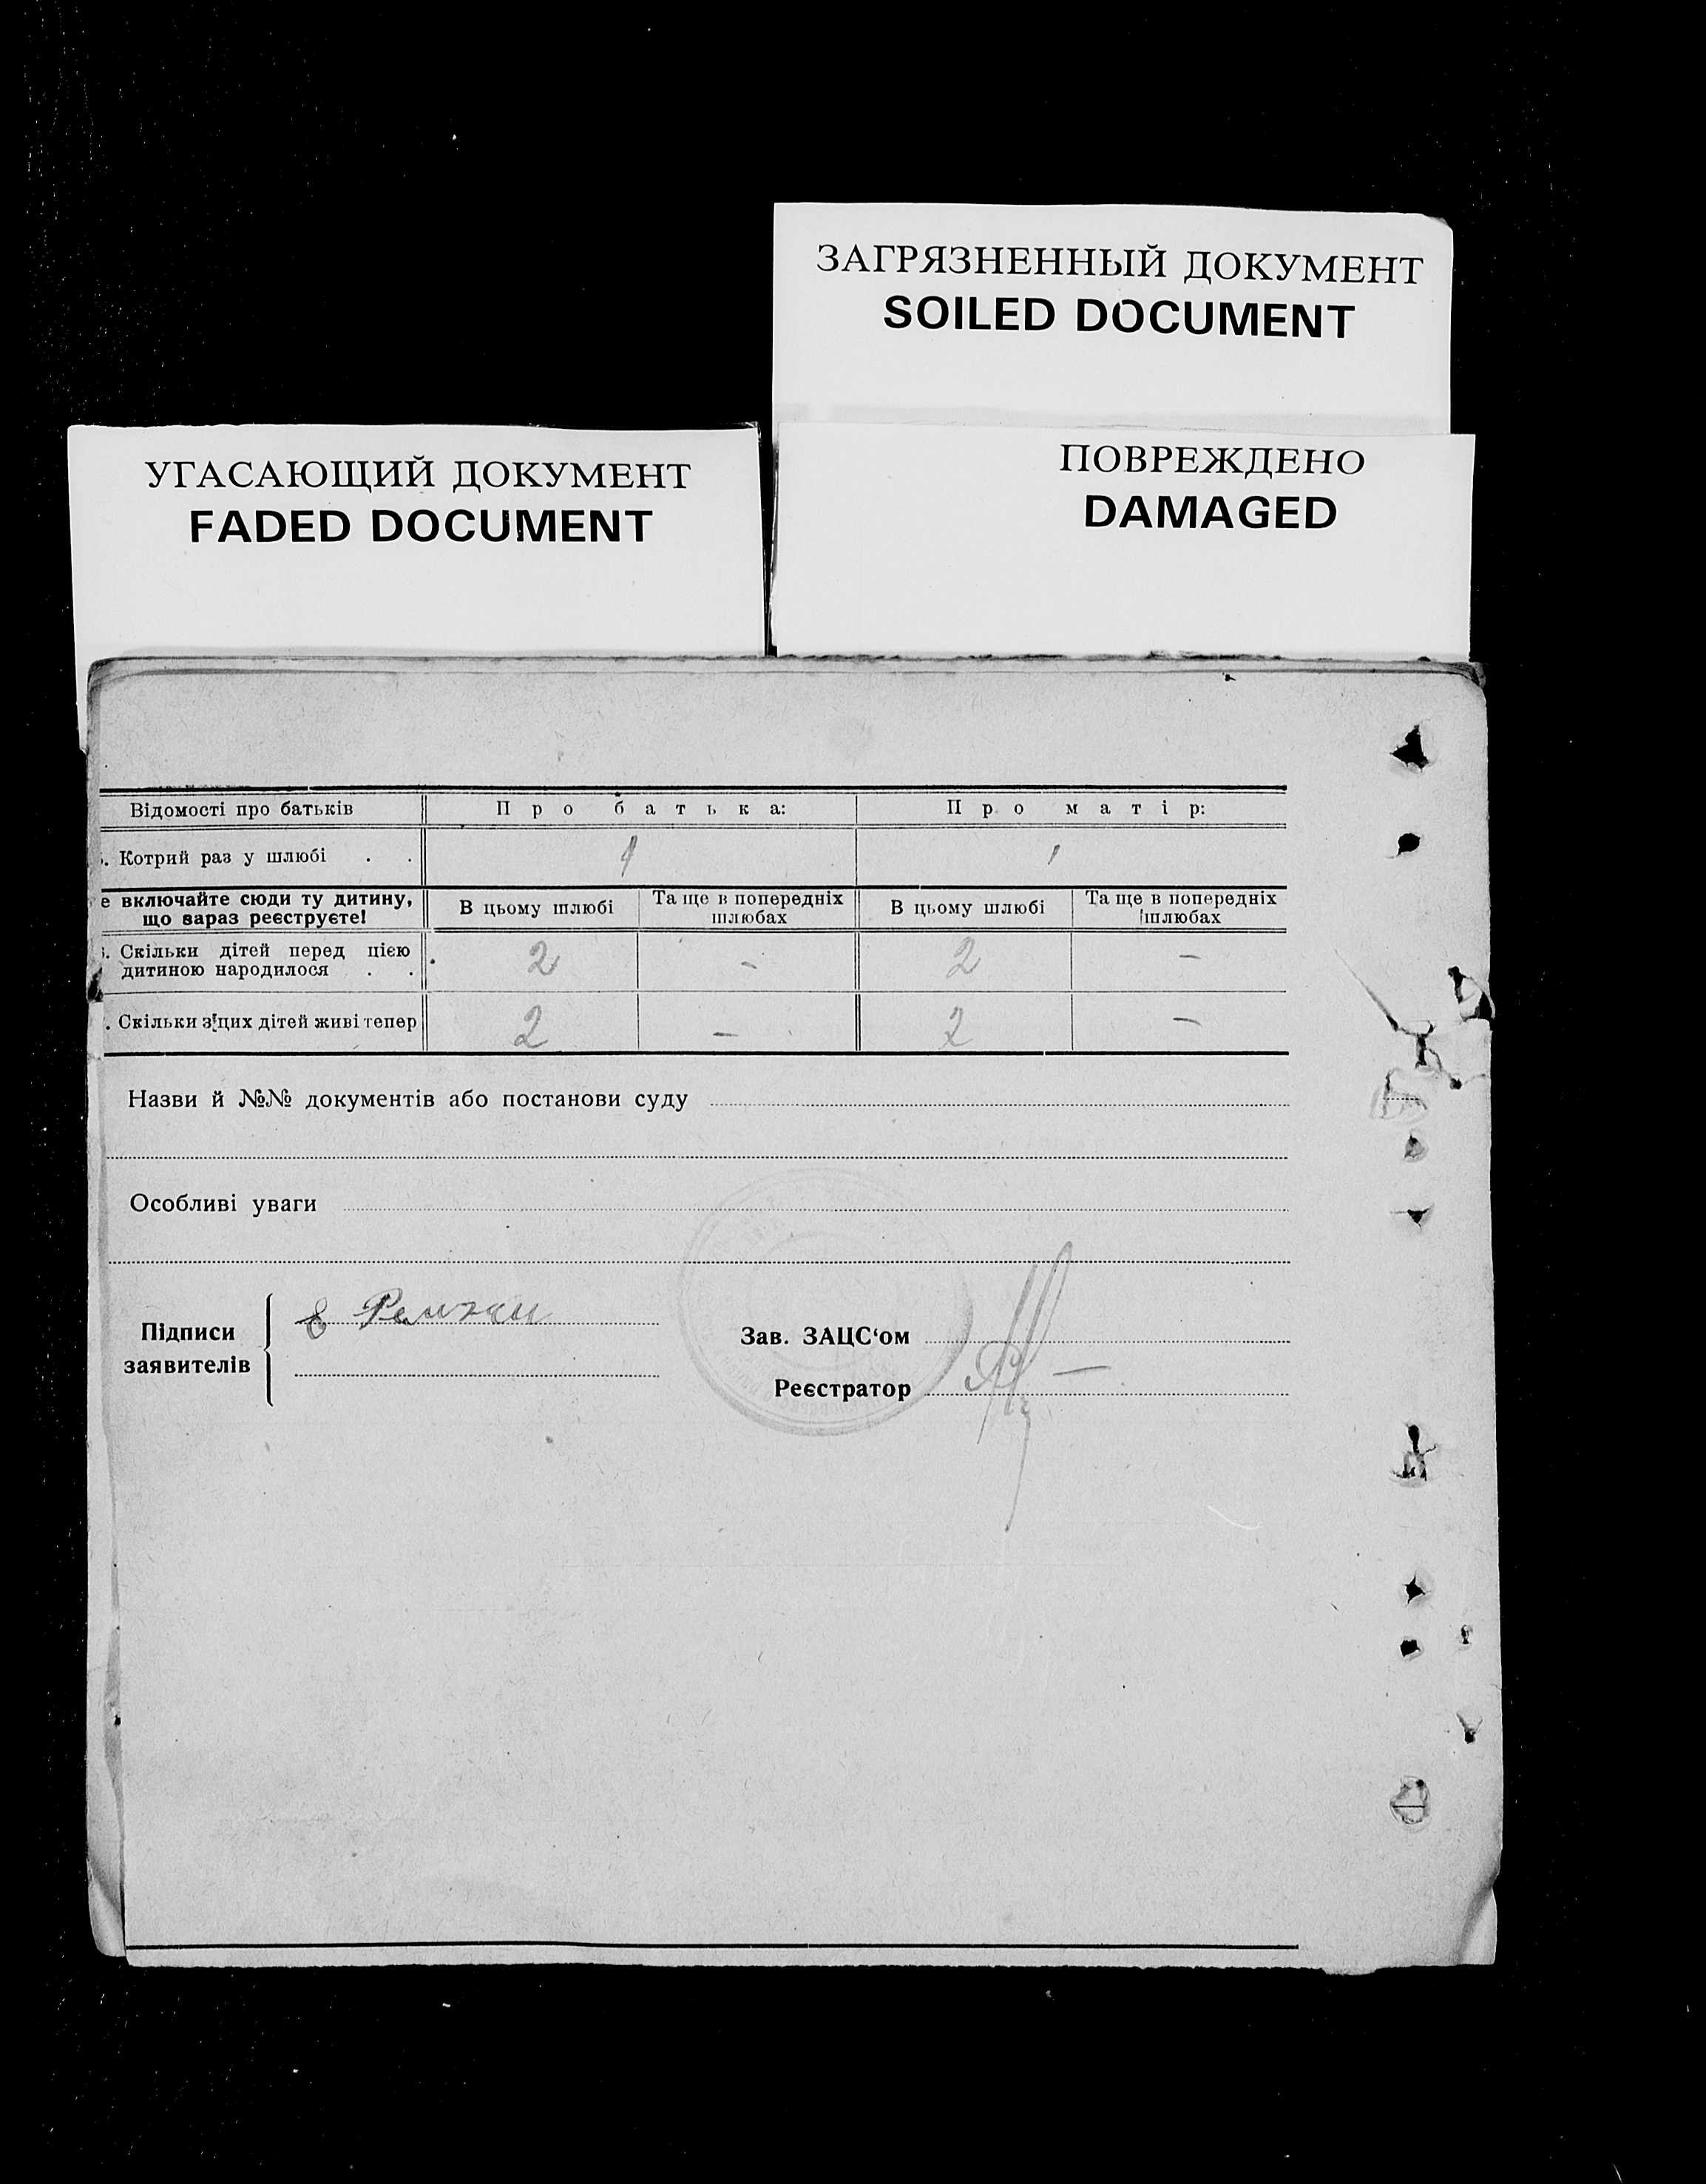 ЗАГРЯЗНЕННЫЙ ДОКУМЕНТ
SOILED DOCUMENT
УГАСАЮЩИЙ ДОКУМЕНТ
FADED DOCUMENT
ПОВРЕЖДЕНО
DAMAGED
Відомості про батьків Про батька: Про матір:
. Котрий раз у шлюбі . . 1 1
е включайте сюди ту дитину, що вараз реєструєте!
В цьому шлюбі Та ще в попередніх шлюбах В цьому шлюбі Та ще в попередніх шлюбах
. Скільки дітей перед цією
дитиною народилося . . 2 - 2 -
. Скільки з цих дітей живі тепер 2 - 2 -
Назви й №№ документів або постанови суду
Особливі уваги
Підписи
заявителів
Зав. ЗАЦС‘ом
Реєстратор